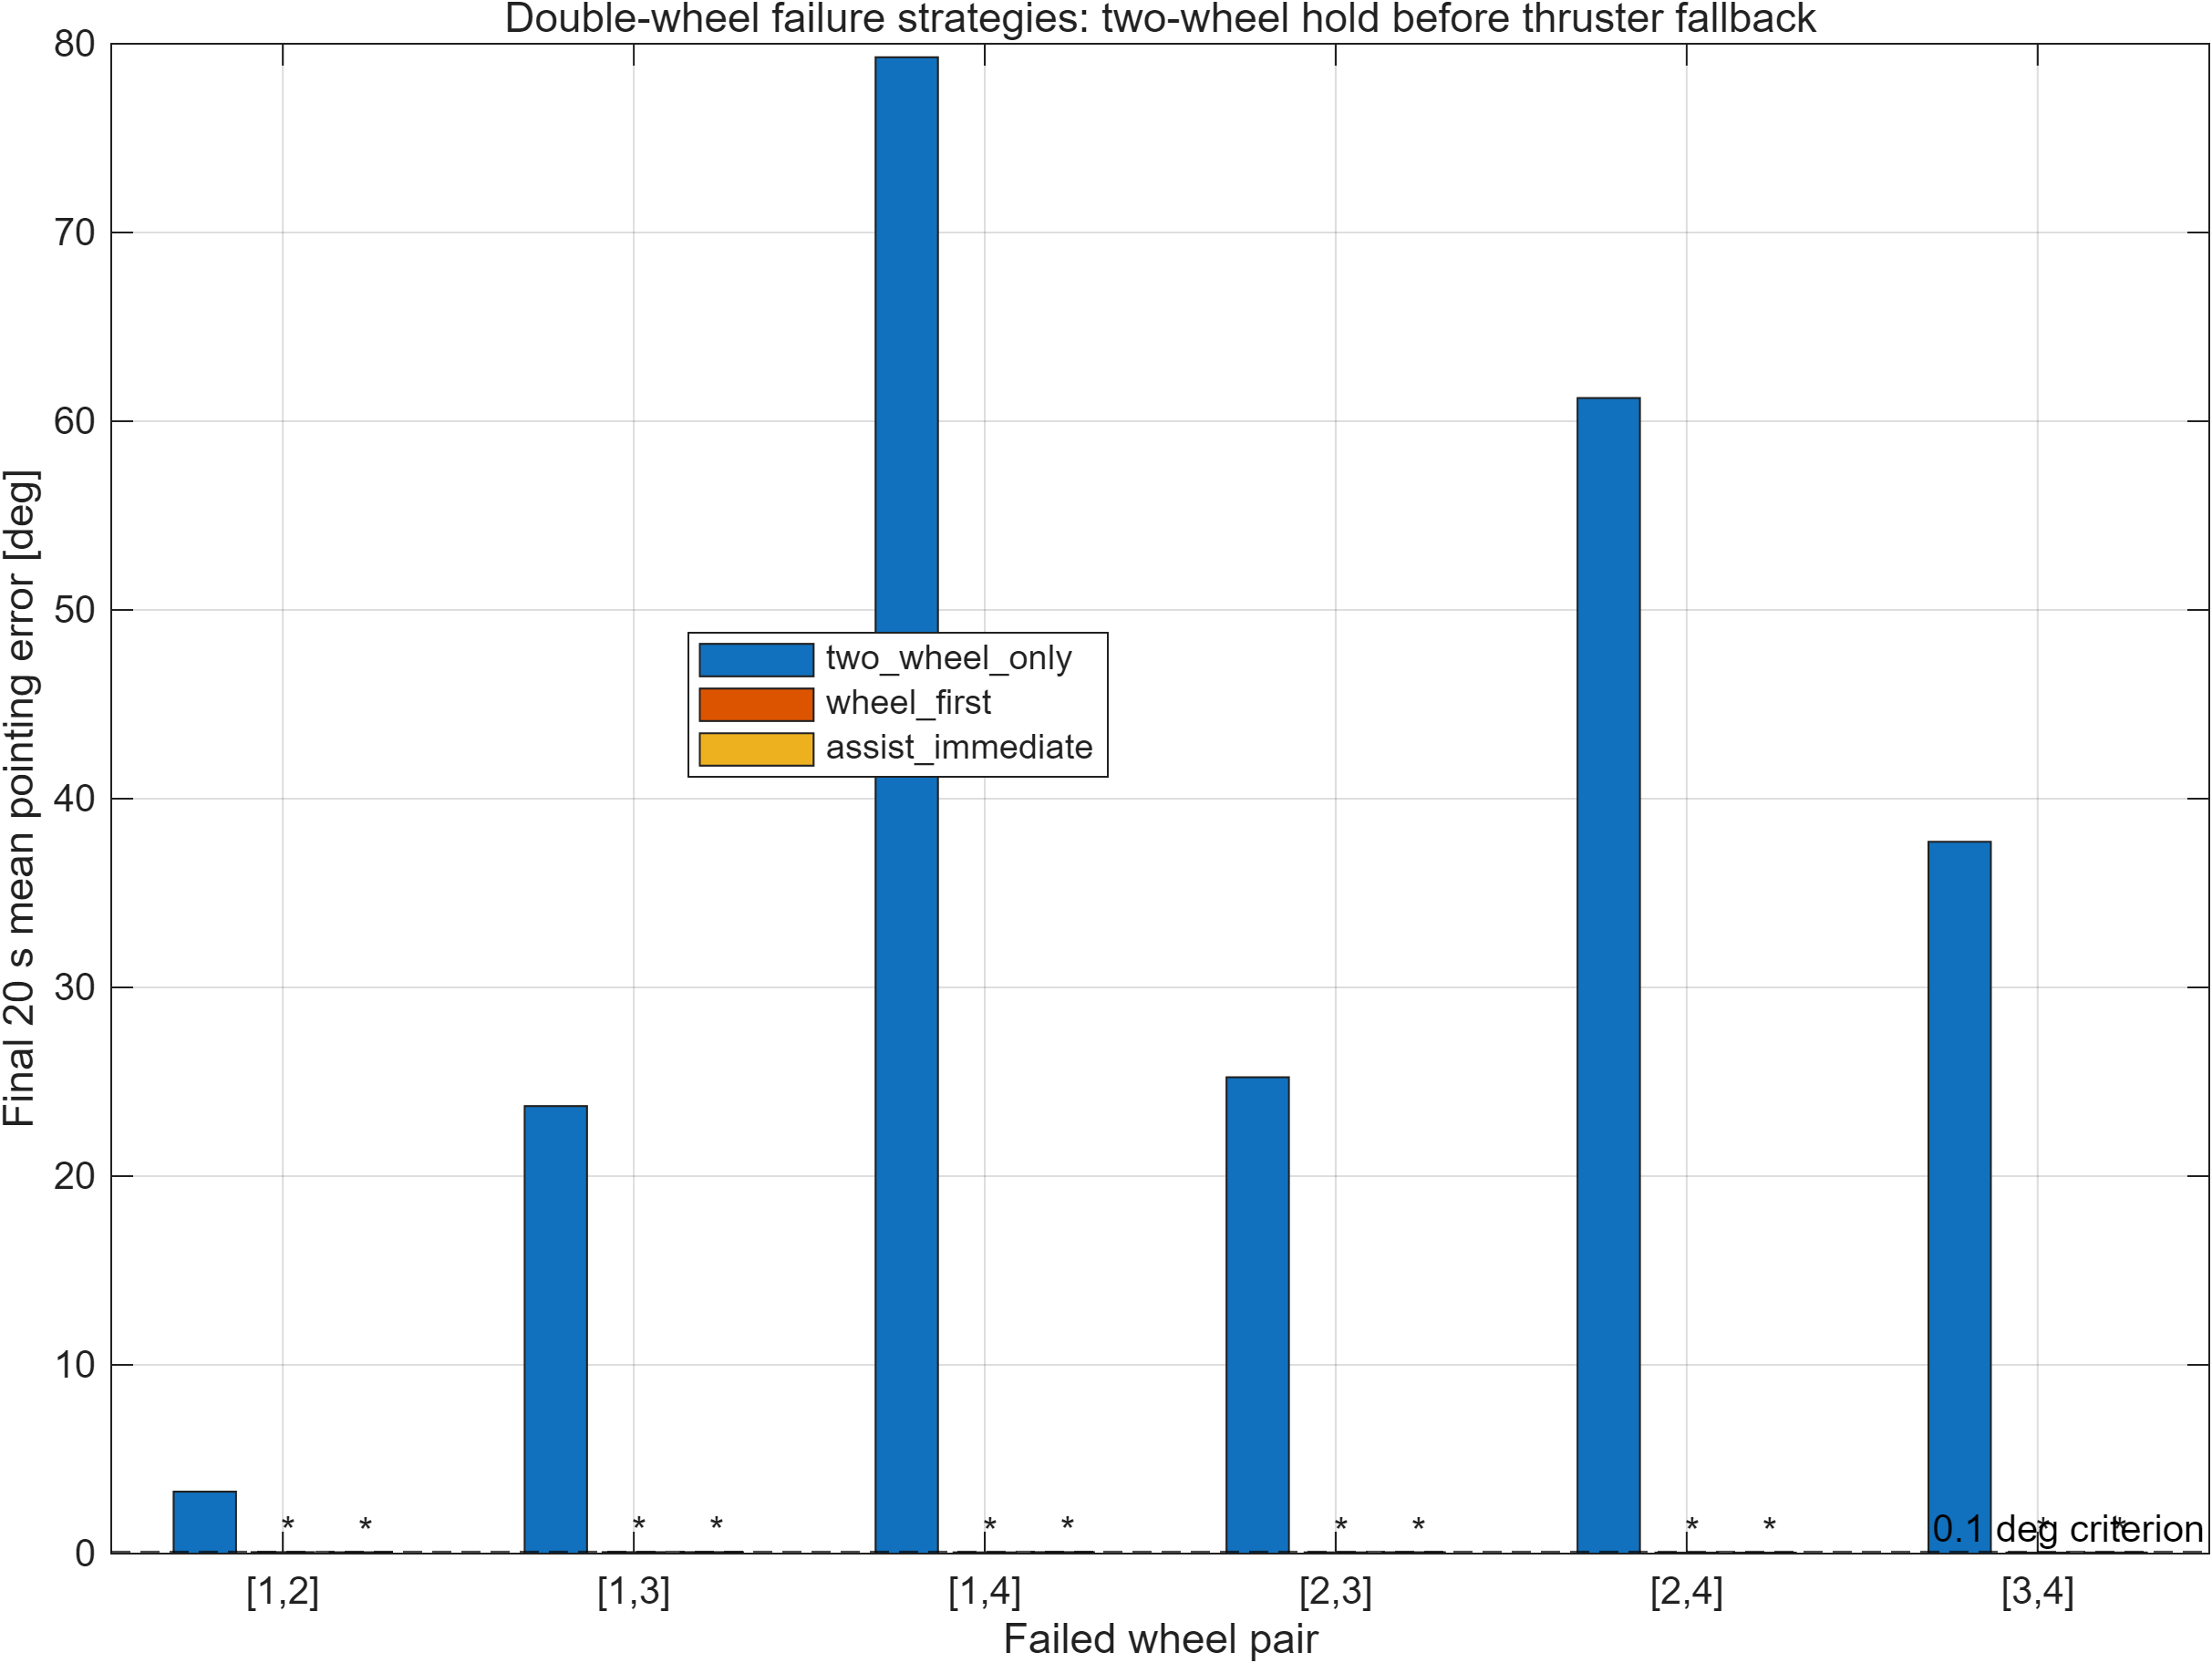 Double-wheel failure strategies: two-wheel hold before thruster fallback
Final 20 s mean pointing error [deg]
80
70
60
50
40
30
20
10
0
two_wheel_only
wheel_first
assist_immediate
* * * * * * * * * * * *
0.1 deg criterion
[1,2] [1,3] [1,4] [2,3] [2,4] [3,4]
Failed wheel pair